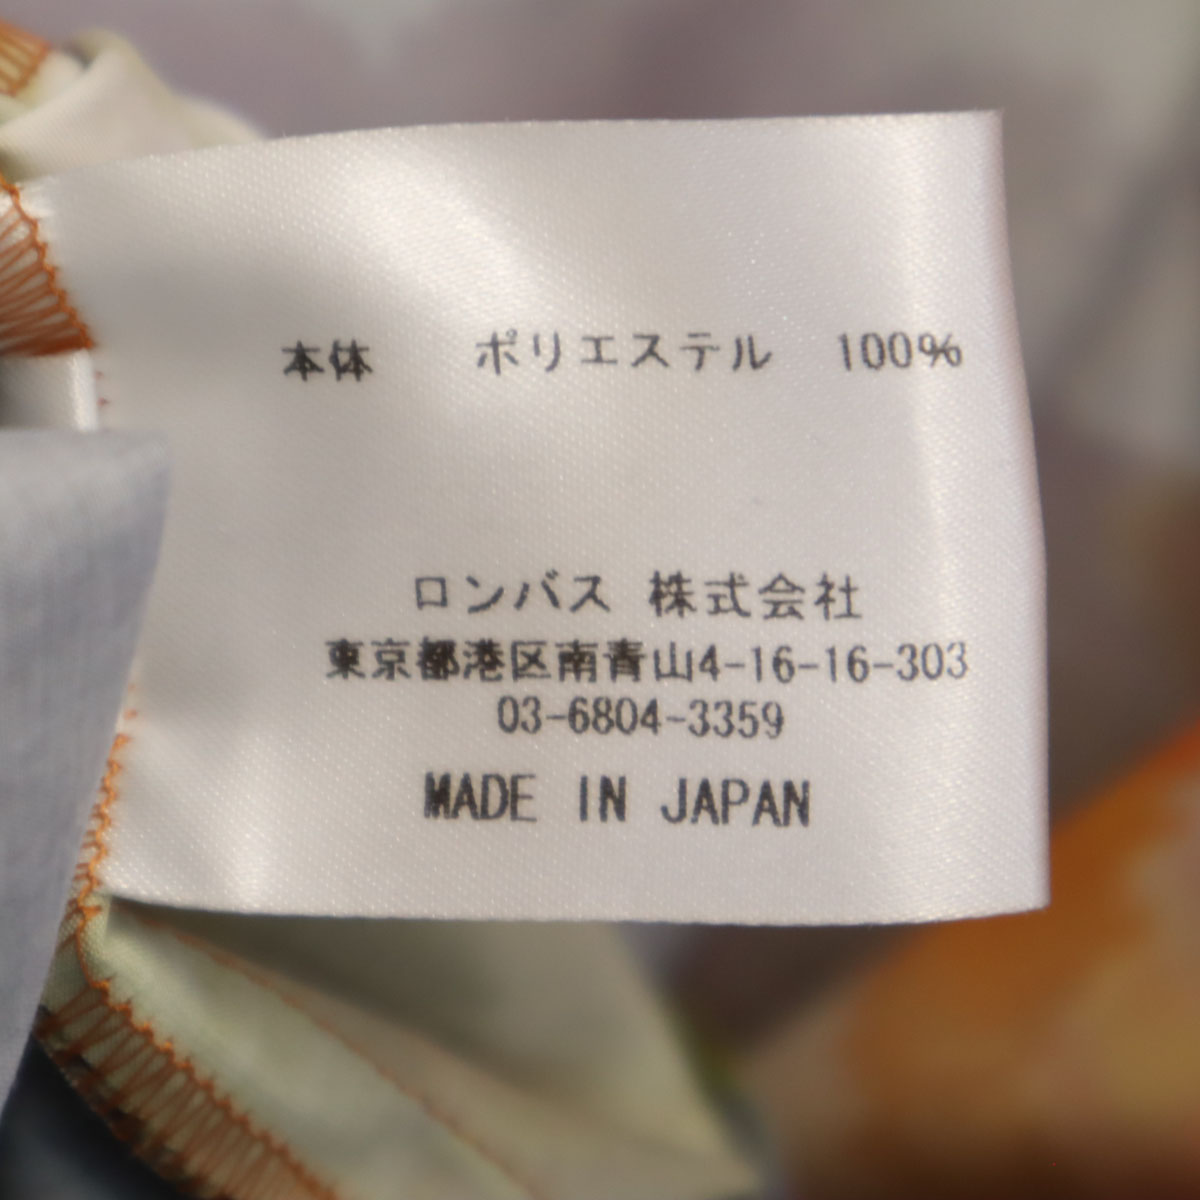 本体 ポリエステル 100%
ロンバス 株式会社
東京都港区南青山4-16-16-303
03-6804-3359
MADE IN JAPAN